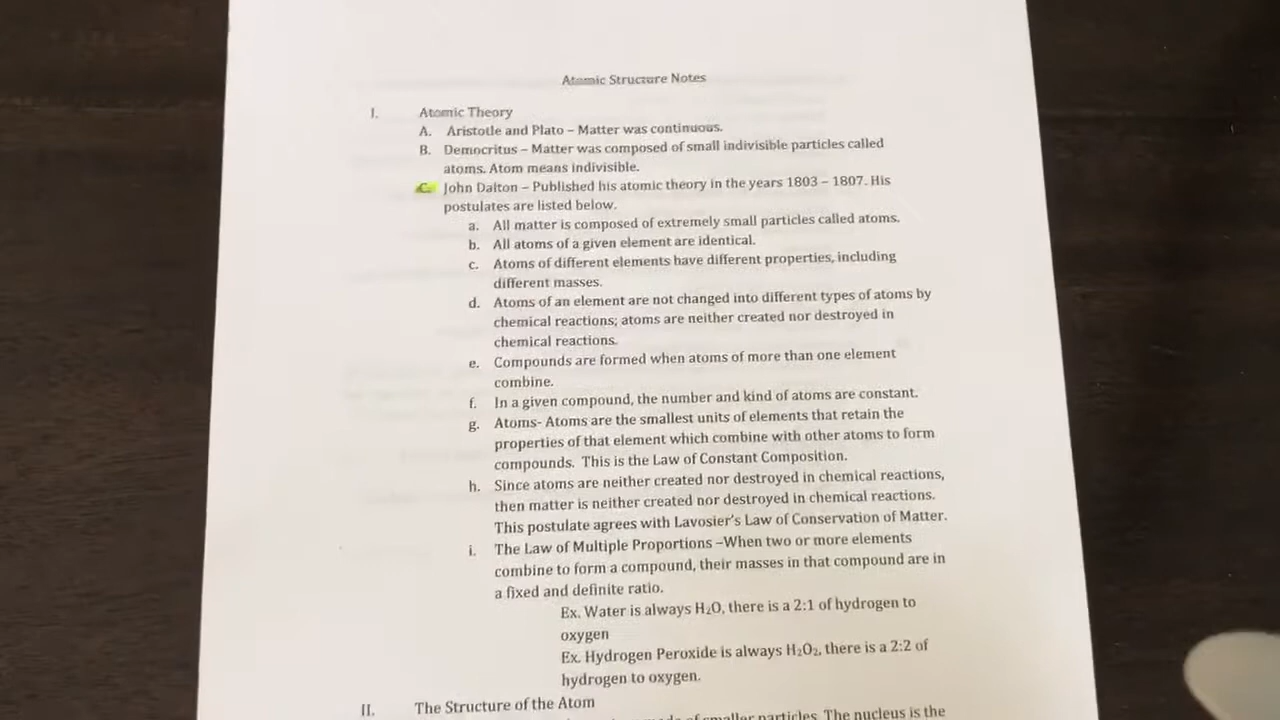 Atomic Structure Notes
I. Atomic Theory
A. Aristotle and Plato – Matter was continuous.
B. Democritus – Matter was composed of small indivisible particles called
atoms. Atom means indivisible.
C. John Dalton – Published his atomic theory in the years 1803 – 1807. His
postulates are listed below.
a. All matter is composed of extremely small particles called atoms.
b. All atoms of a given element are identical.
c. Atoms of different elements have different properties, including
different masses.
d. Atoms of an element are not changed into different types of atoms by
chemical reactions; atoms are neither created nor destroyed in
chemical reactions.
e. Compounds are formed when atoms of more than one element
combine.
f. In a given compound, the number and kind of atoms are constant.
g. Atoms- Atoms are the smallest units of elements that retain the
properties of that element which combine with other atoms to form
compounds. This is the Law of Constant Composition.
h. Since atoms are neither created nor destroyed in chemical reactions,
then matter is neither created nor destroyed in chemical reactions.
This postulate agrees with Lavosier's Law of Conservation of Matter.
i. The Law of Multiple Proportions –When two or more elements
combine to form a compound, their masses in that compound are in
a fixed and definite ratio.
Ex. Water is always H₂O, there is a 2:1 of hydrogen to
oxygen
Ex. Hydrogen Peroxide is always H₂O₂, there is a 2:2 of
hydrogen to oxygen.
II. The Structure of the Atom
of smaller particles. The nucleus is the